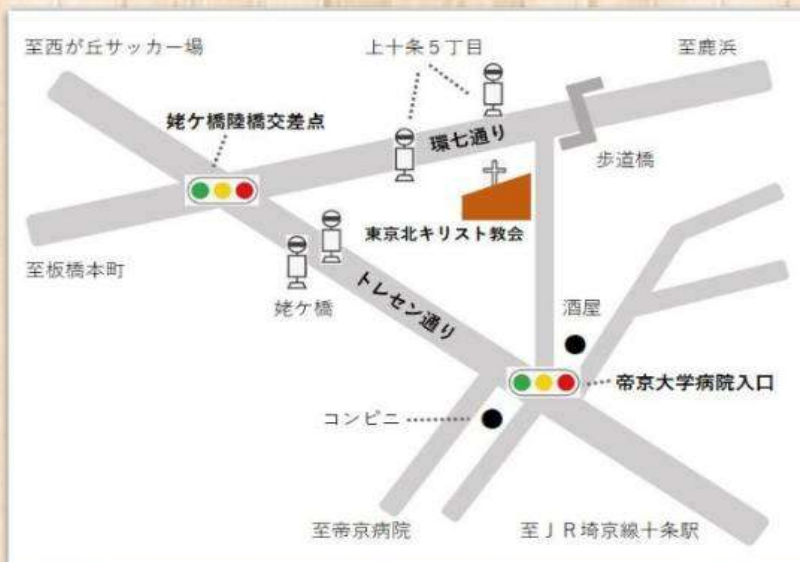 至西が丘サッカー場
上十条5丁目
至鹿浜
姥ケ橋陸橋交差点
環七通り
歩道橋
東京北キリスト教会
至板橋本町
姥ケ橋
トレセン通り
酒屋
帝京大学病院入口
コンビニ
至帝京病院
至JR埼京線十条駅